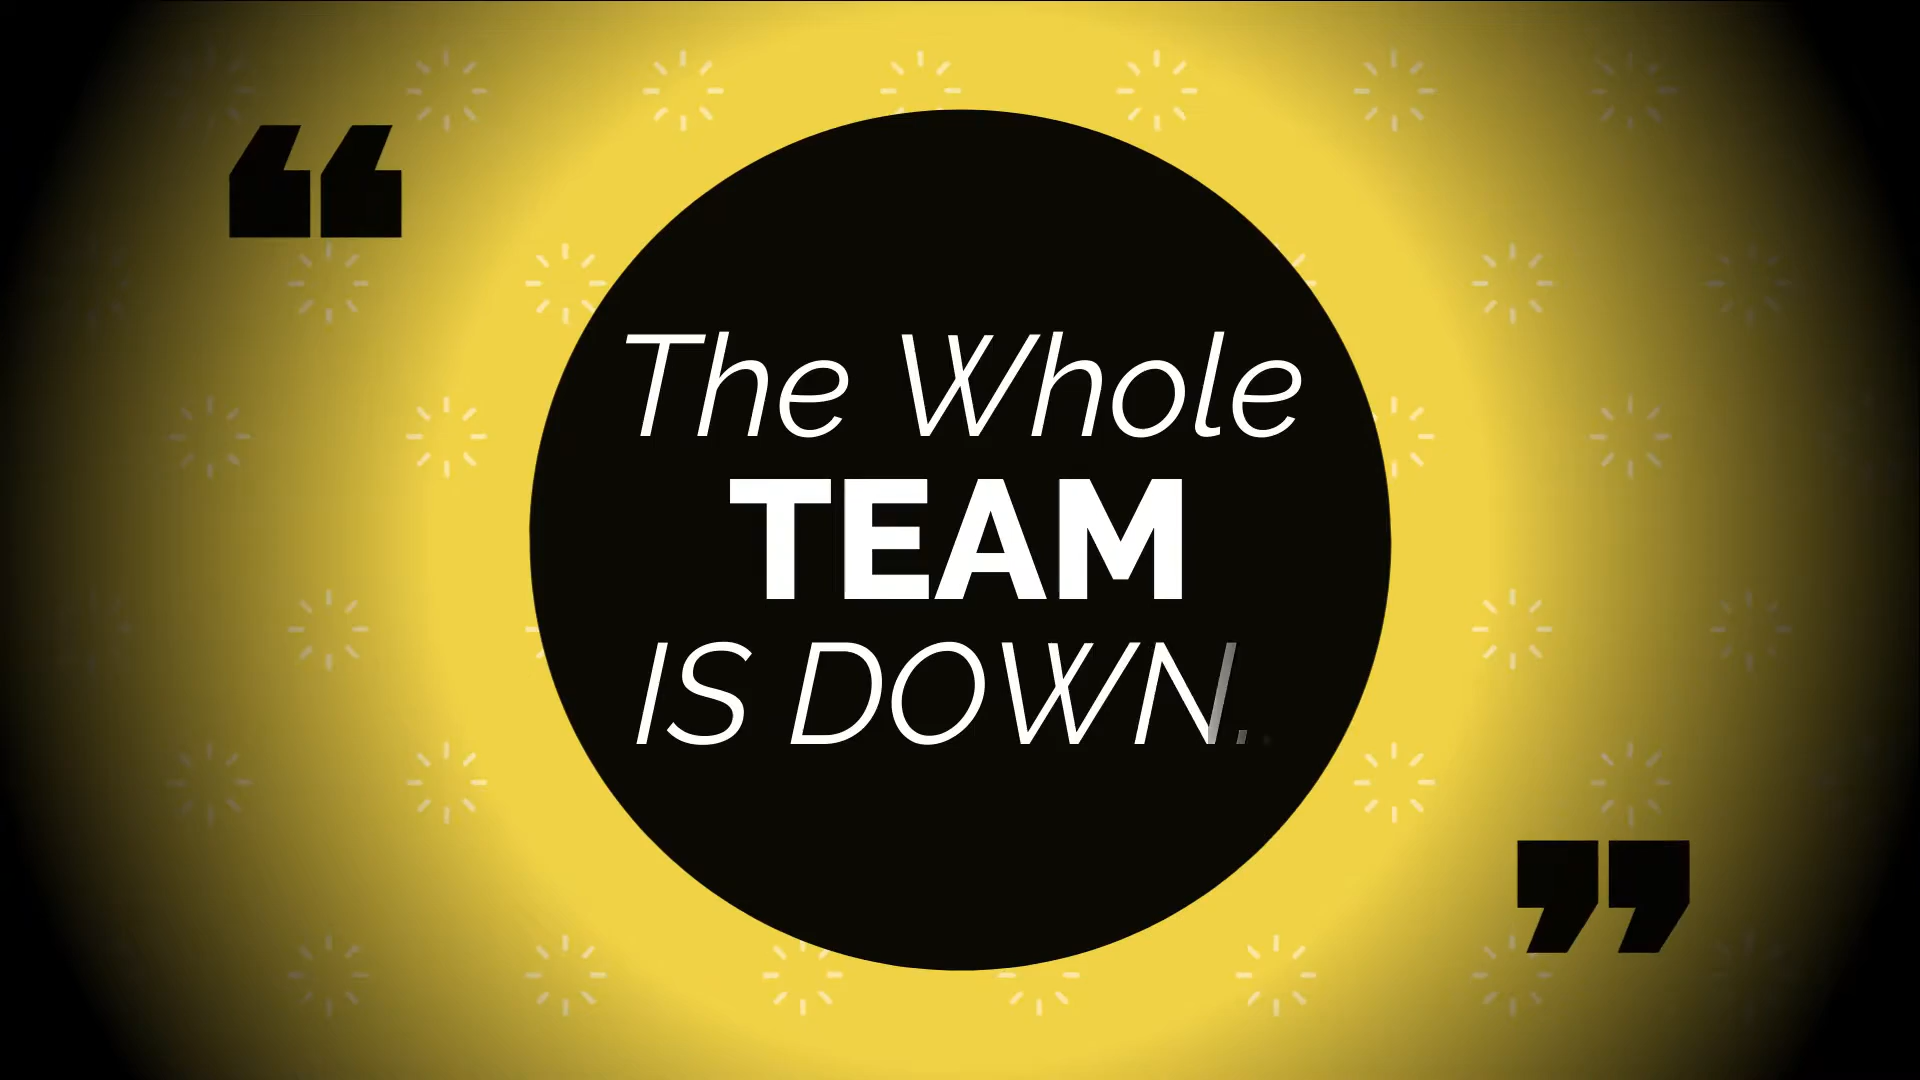 “
The Whole
TEAM
IS DOWN.
”